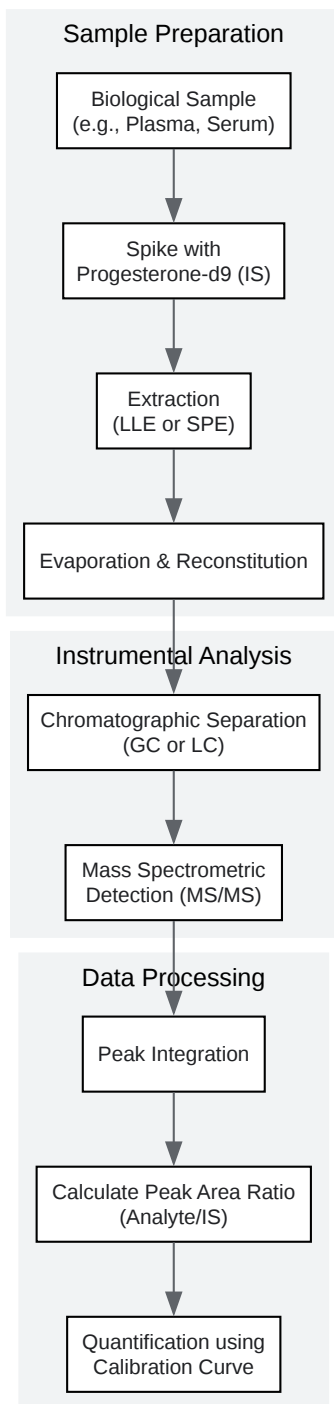 Sample Preparation
Biological Sample
(e.g., Plasma, Serum)
Spike with
Progesterone-d9 (IS)
Extraction
(LLE or SPE)
Evaporation & Reconstitution
Instrumental Analysis
Chromatographic Separation
(GC or LC)
Mass Spectrometric
Detection (MS/MS)
Data Processing
Peak Integration
Calculate Peak Area Ratio
(Analyte/IS)
Quantification using
Calibration Curve